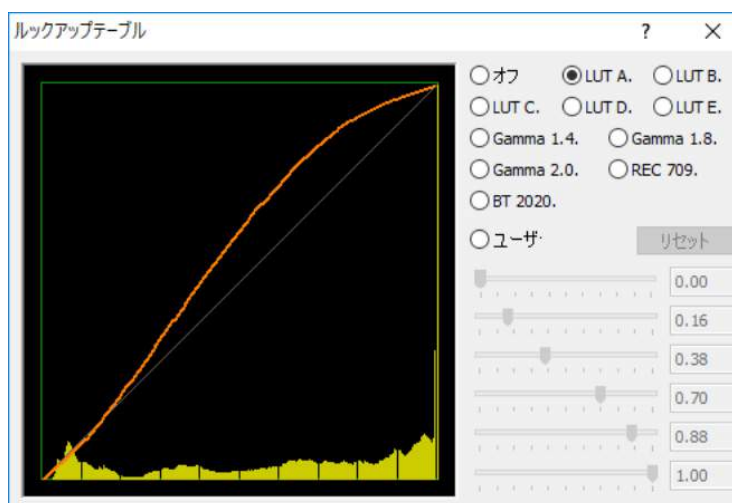 ルックアップテーブル ? ×
オフ LUT A. LUT B.
LUT C. LUT D. LUT E.
Gamma 1.4. Gamma 1.8.
Gamma 2.0. REC 709.
BT 2020.
ユーザ· リセット
0.00
0.16
0.38
0.70
0.88
1.00